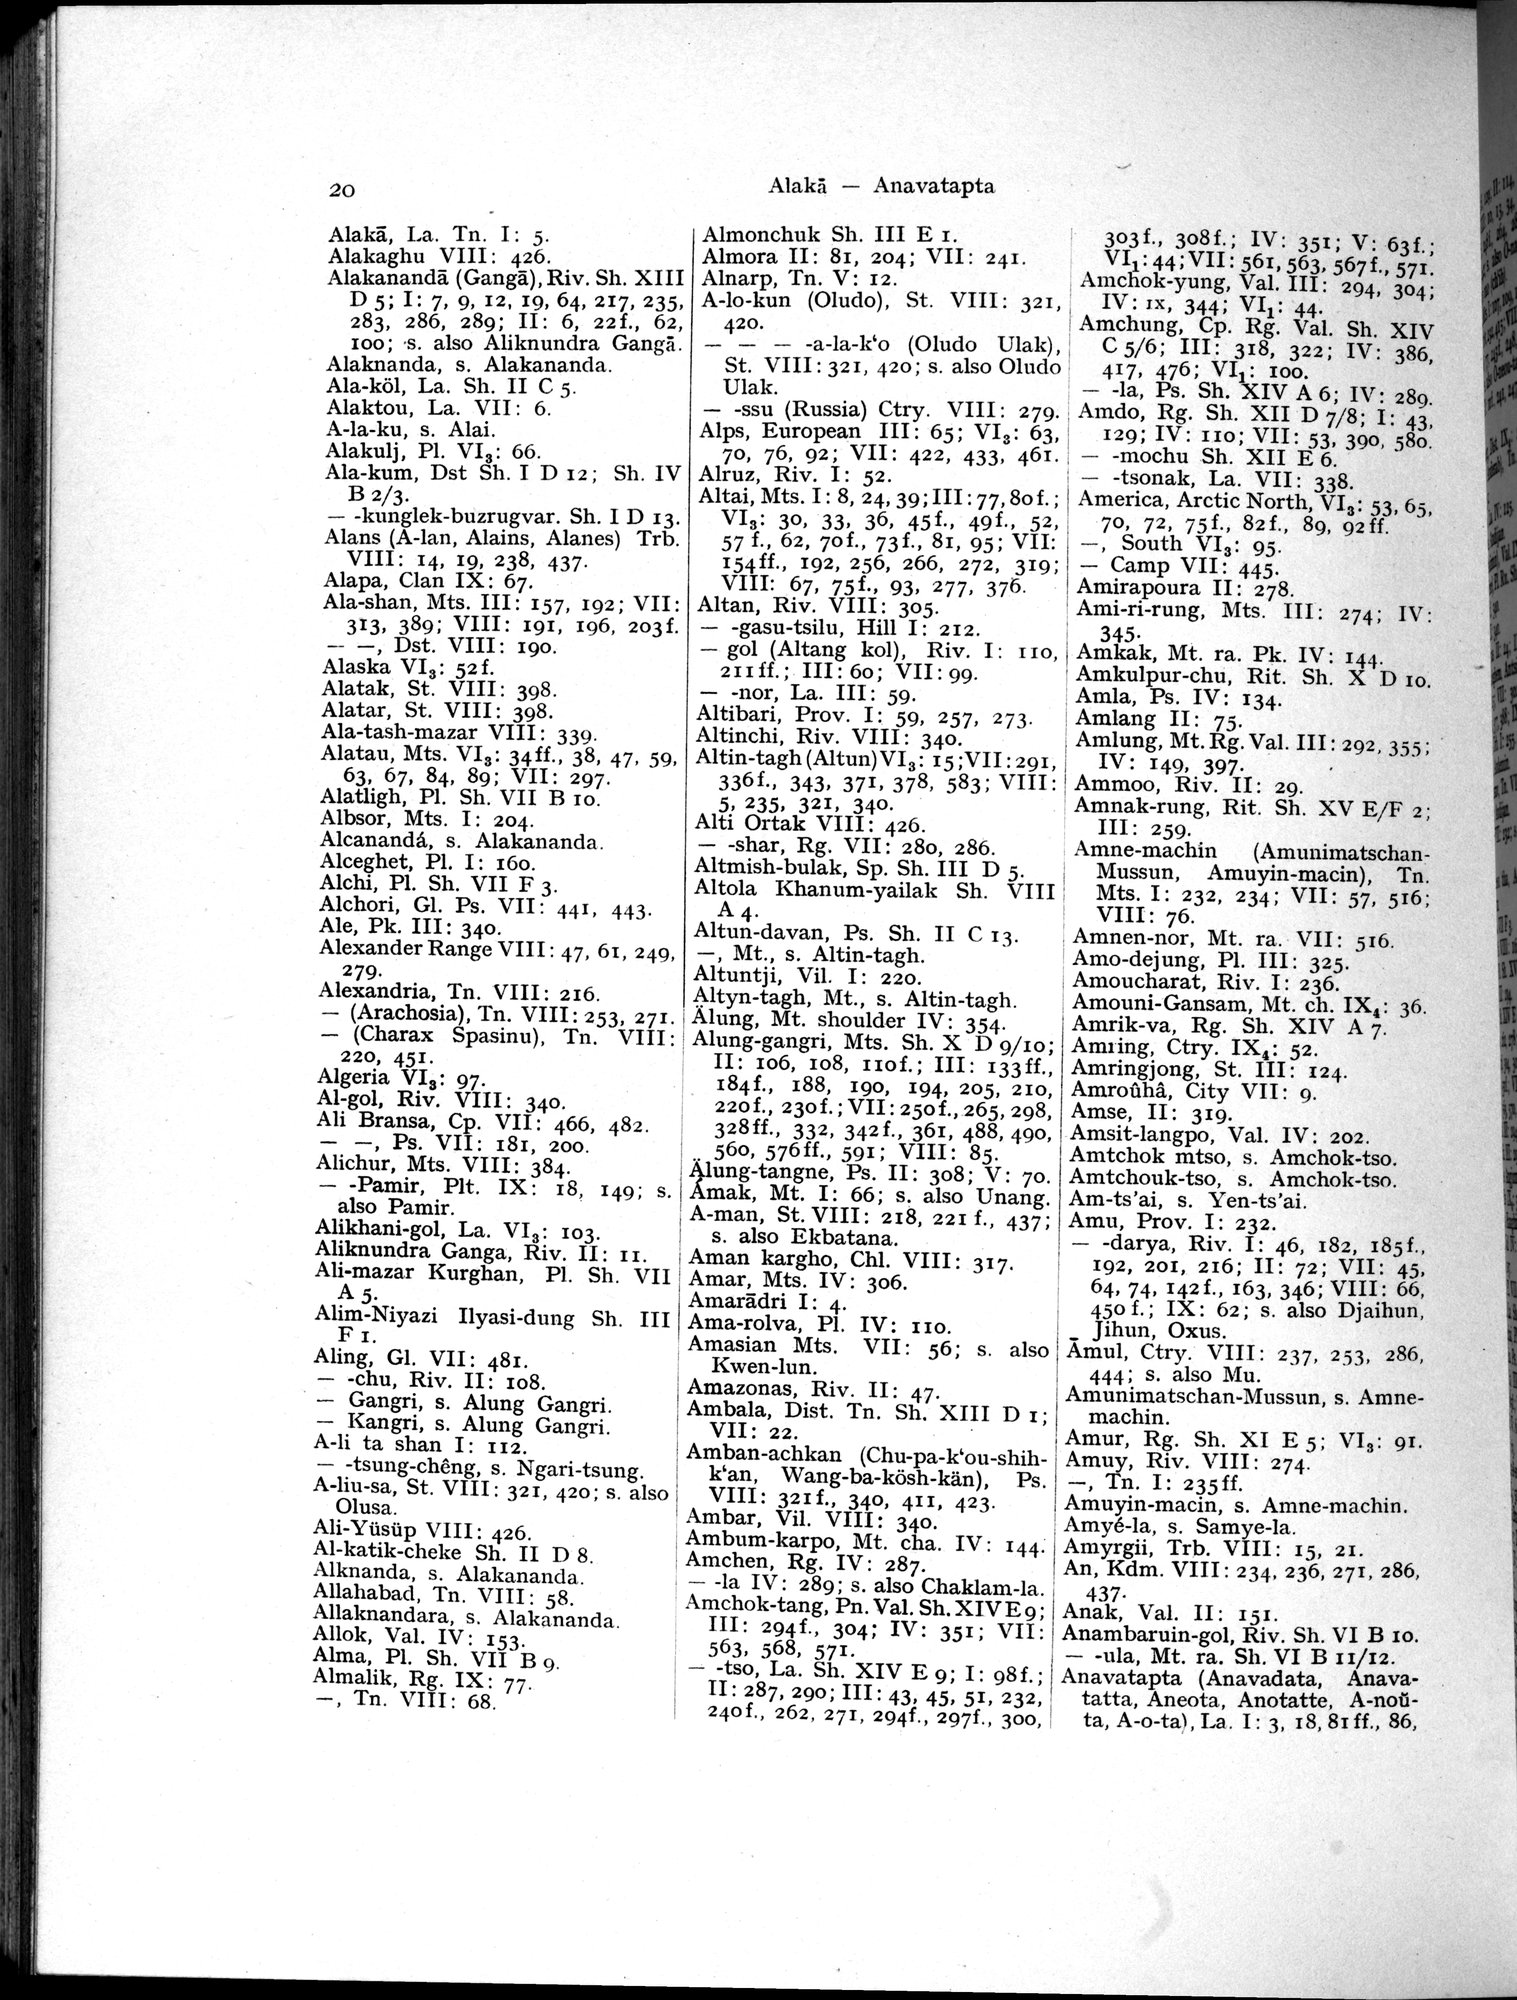 20
Alakā — Anavatapta
Alakā, La. Tn. I: 5.
Alakaghu VIII: 426.
Alakanandā (Gangā), Riv. Sh. XIII
D 5; I: 7, 9, 12, 19, 64, 217, 235,
283, 286, 289; II: 6, 22f., 62,
100; s. also Aliknundra Gangā.
Alaknanda, s. Alakananda.
Ala-köl, La. Sh. II C 5.
Alaktou, La. VII: 6.
A-la-ku, s. Alai.
Alakulj, Pl. VI₃: 66.
Ala-kum, Dst Sh. I D 12; Sh. IV
B 2/3.
— -kunglek-buzrugvar. Sh. I D 13.
Alans (A-lan, Alains, Alanes) Trb.
VIII: 14, 19, 238, 437.
Alapa, Clan IX: 67.
Ala-shan, Mts. III: 157, 192; VII:
313, 389; VIII: 191, 196, 203f.
— —, Dst. VIII: 190.
Alaska VI₃: 52f.
Alatak, St. VIII: 398.
Alatar, St. VIII: 398.
Ala-tash-mazar VIII: 339.
Alatau, Mts. VI₃: 34ff., 38, 47, 59,
63, 67, 84, 89; VII: 297.
Alatligh, Pl. Sh. VII B 10.
Albsor, Mts. I: 204.
Alcanandá, s. Alakananda.
Alceghet, Pl. I: 160.
Alchi, Pl. Sh. VII F 3.
Alchori, Gl. Ps. VII: 441, 443.
Ale, Pk. III: 340.
Alexander Range VIII: 47, 61, 249,
279.
Alexandria, Tn. VIII: 216.
— (Arachosia), Tn. VIII: 253, 271.
— (Charax Spasinu), Tn. VIII:
220, 451.
Algeria VI₃: 97.
Al-gol, Riv. VIII: 340.
Ali Bransa, Cp. VII: 466, 482.
— —, Ps. VII: 181, 200.
Alichur, Mts. VIII: 384.
— -Pamir, Plt. IX: 18, 149; s.
also Pamir.
Alikhani-gol, La. VI₃: 103.
Aliknundra Ganga, Riv. II: 11.
Ali-mazar Kurghan, Pl. Sh. VII
A 5.
Alim-Niyazi Ilyasi-dung Sh. III
F 1.
Aling, Gl. VII: 481.
— -chu, Riv. II: 108.
— Gangri, s. Alung Gangri.
— Kangri, s. Alung Gangri.
A-li ta shan I: 112.
— -tsung-chêng, s. Ngari-tsung.
A-liu-sa, St. VIII: 321, 420; s. also
Olusa.
Ali-Yüsüp VIII: 426.
Al-katik-cheke Sh. II D 8.
Alknanda, s. Alakananda.
Allahabad, Tn. VIII: 58.
Allaknandara, s. Alakananda.
Allok, Val. IV: 153.
Alma, Pl. Sh. VII B 9.
Almalik, Rg. IX: 77.
—, Tn. VIII: 68.
Almonchuk Sh. III E 1.
Almora II: 81, 204; VII: 241.
Alnarp, Tn. V: 12.
A-lo-kun (Oludo), St. VIII: 321,
420.
— — — -a-la-k‘o (Oludo Ulak),
St. VIII: 321, 420; s. also Oludo
Ulak.
— -ssu (Russia) Ctry. VIII: 279.
Alps, European III: 65; VI₃: 63,
70, 76, 92; VII: 422, 433, 461.
Alruz, Riv. I: 52.
Altai, Mts. I: 8, 24, 39; III: 77, 80f.;
VI₃: 30, 33, 36, 45f., 49f., 52,
57 f., 62, 70f., 73f., 81, 95; VII:
154ff., 192, 256, 266, 272, 319;
VIII: 67, 75f., 93, 277, 376.
Altan, Riv. VIII: 305.
— -gasu-tsilu, Hill I: 212.
— gol (Altang kol), Riv. I: 110,
211ff.; III: 60; VII: 99.
— -nor, La. III: 59.
Altibari, Prov. I: 59, 257, 273.
Altinchi, Riv. VIII: 340.
Altin-tagh (Altun) VI₃: 15; VII: 291,
336f., 343, 371, 378, 583; VIII:
5, 235, 321, 340.
Alti Ortak VIII: 426.
— -shar, Rg. VII: 280, 286.
Altmish-bulak, Sp. Sh. III D 5.
Altola Khanum-yailak Sh. VIII
A 4.
Altun-davan, Ps. Sh. II C 13.
—, Mt., s. Altin-tagh.
Altuntji, Vil. I: 220.
Ältyn-tagh, Mt., s. Altin-tagh.
Älung, Mt. shoulder IV: 354.
Alung-gangri, Mts. Sh. X D 9/10;
II: 106, 108, 110f.; III: 133ff.,
184f., 188, 190, 194, 205, 210,
220f., 230f.; VII: 250f., 265, 298,
328ff., 332, 342f., 361, 488, 490,
560, 576ff., 591; VIII: 85.
Älung-tangne, Ps. II: 308; V: 70.
Åmak, Mt. I: 66; s. also Unang.
A-man, St. VIII: 218, 221 f., 437;
s. also Ekbatana.
Aman kargho, Chl. VIII: 317.
Amar, Mts. IV: 306.
Amarādri I: 4.
Ama-rolva, Pl. IV: 110.
Amasian Mts. VII: 56; s. also
Kwen-lun.
Amazonas, Riv. II: 47.
Ambala, Dist. Tn. Sh. XIII D 1;
VII: 22.
Amban-achkan (Chu-pa-k‘ou-shih-
k‘an, Wang-ba-kösh-kän), Ps.
VIII: 321f., 340, 411, 423.
Ambar, Vil. VIII: 340.
Ambum-karpo, Mt. cha. IV: 144.
Amchen, Rg. IV: 287.
— -la IV: 289; s. also Chaklam-la.
Amchok-tang, Pn. Val. Sh. XIV E 9;
III: 294f., 304; IV: 351; VII:
563, 568, 571.
— -tso, La. Sh. XIV E 9; I: 98f.;
II: 287, 290; III: 43, 45, 51, 232,
240f., 262, 271, 294f., 297f., 300,
303f., 308f.; IV: 351; V: 63f.;
VI₁: 44; VII: 561, 563, 567f., 571.
Amchok-yung, Val. III: 294, 304;
IV: IX, 344; VI₁: 44.
Amchung, Cp. Rg. Val. Sh. XIV
C 5/6; III: 318, 322; IV: 386,
417, 476; VI₁: 100.
— -la, Ps. Sh. XIV A 6; IV: 289.
Amdo, Rg. Sh. XII D 7/8; I: 43,
129; IV: 110; VII: 53, 390, 580.
— -mochu Sh. XII E 6.
— -tsonak, La. VII: 338.
America, Arctic North, VI₃: 53, 65,
70, 72, 75f., 82f., 89, 92ff.
—, South VI₃: 95.
— Camp VII: 445.
Amirapoura II: 278.
Ami-ri-rung, Mts. III: 274; IV:
345.
Amkak, Mt. ra. Pk. IV: 144.
Amkulpur-chu, Rit. Sh. X D 10.
Amla, Ps. IV: 134.
Amlang II: 75.
Amlung, Mt. Rg. Val. III: 292, 355;
IV: 149, 397.
Ammoo, Riv. II: 29.
Amnak-rung, Rit. Sh. XV E/F 2;
III: 259.
Amne-machin (Amunimatschan-
Mussun, Amuyin-macin), Tn.
Mts. I: 232, 234; VII: 57, 516;
VIII: 76.
Amnen-nor, Mt. ra. VII: 516.
Amo-dejung, Pl. III: 325.
Amoucharat, Riv. I: 236.
Amouni-Gansam, Mt. ch. IX₄: 36.
Amrik-va, Rg. Sh. XIV A 7.
Amring, Ctry. IX₄: 52.
Amringjong, St. III: 124.
Amroûhâ, City VII: 9.
Amse, II: 319.
Amsit-langpo, Val. IV: 202.
Amtchok mtso, s. Amchok-tso.
Amtchouk-tso, s. Amchok-tso.
Am-ts’ai, s. Yen-ts’ai.
Amu, Prov. I: 232.
— -darya, Riv. I: 46, 182, 185f.,
192, 201, 216; II: 72; VII: 45,
64, 74, 142f., 163, 346; VIII: 66,
450f.; IX: 62; s. also Djaihun,
Jihun, Oxus.
Āmul, Ctry. VIII: 237, 253, 286,
444; s. also Mu.
Amunimatschan-Mussun, s. Amne-
machin.
Amur, Rg. Sh. XI E 5; VI₃: 91.
Amuy, Riv. VIII: 274.
—, Tn. I: 235ff.
Amuyin-macin, s. Amne-machin.
Amyé-la, s. Samye-la.
Amyrgii, Trb. VIII: 15, 21.
An, Kdm. VIII: 234, 236, 271, 286,
437.
Anak, Val. II: 151.
Anambaruin-gol, Riv. Sh. VI B 10.
— -ula, Mt. ra. Sh. VI B 11/12.
Anavatapta (Anavadata, Anava-
tatta, Aneota, Anotatte, A-noŭ-
ta, A-o-ta), La. I: 3, 18, 81ff., 86,